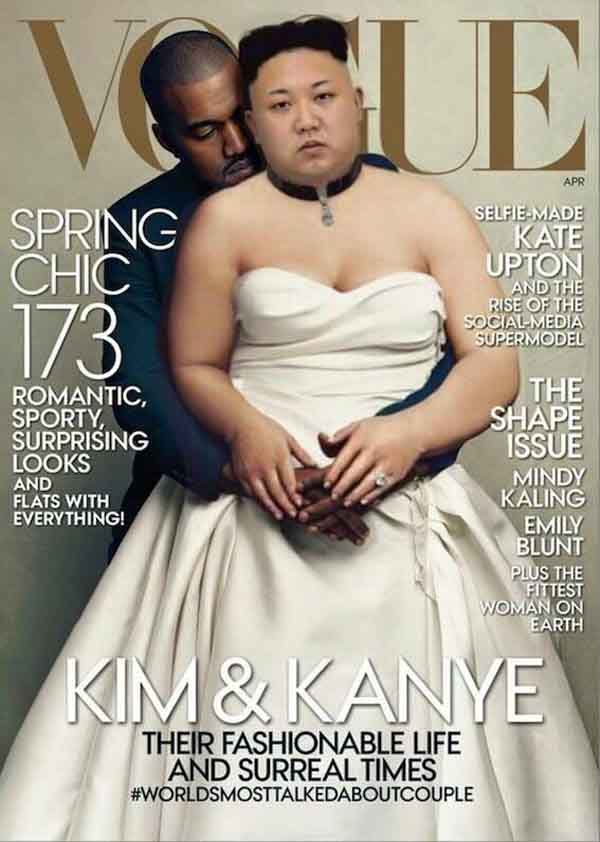 VOGUE
APR
SPRING
CHIC
173
ROMANTIC,
SPORTY,
SURPRISING
LOOKS
AND
FLATS WITH
EVERYTHING!
SELFIE-MADE
KATE
UPTON
AND THE
RISE OF THE
SOCIAL-MEDIA
SUPERMODEL
THE
SHAPE
ISSUE
MINDY
KALING
EMILY
BLUNT
PLUS THE
FITTEST
WOMAN ON
EARTH
KIM & KANYE
THEIR FASHIONABLE LIFE
AND SURREAL TIMES
#WORLDSMOSTTALKEDABOUTCOUPLE